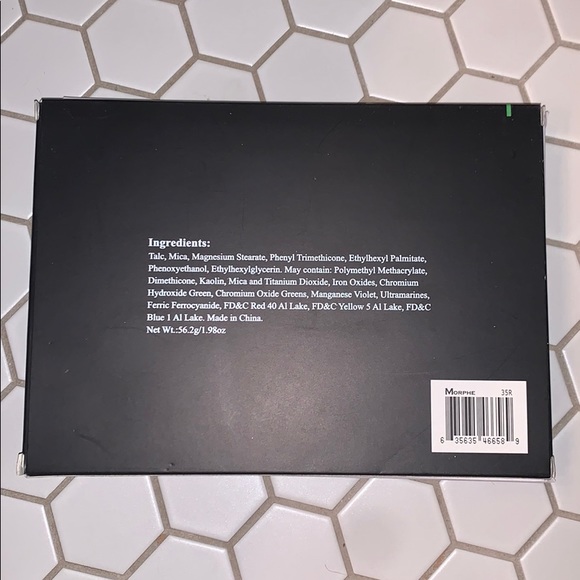 Ingredients:
Talc, Mica, Magnesium Stearate, Phenyl Trimethicone, Ethylhexyl Palmitate,
Phenoxyethanol, Ethylhexylglycerin. May contain: Polymethyl Methacrylate,
Dimethicone, Kaolin, Mica and Titanium Dioxide, Iron Oxides, Chromium
Hydroxide Green, Chromium Oxide Greens, Manganese Violet, Ultramarines,
Ferric Ferrocyanide, FD&C Red 40 Al Lake, FD&C Yellow 5 Al Lake, FD&C
Blue 1 Al Lake. Made in China.
Net Wt.:56.2g/1.98oz
MORPHE 35R
6 35635 46658 9